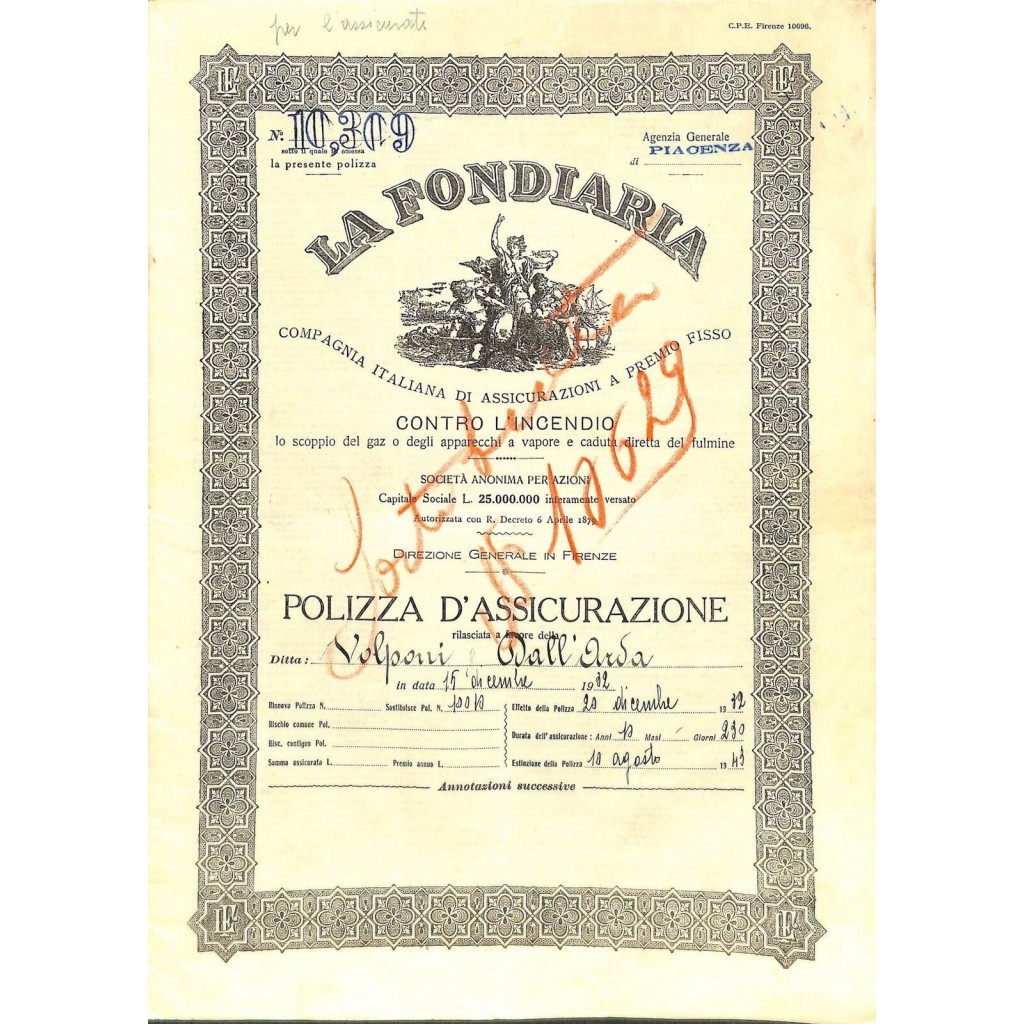 per l'assicurati
C.P.E. Firenze 10696.
N.° 10,309
sotto il quale è emessa
la presente polizza
Agenzia Generale
di PIACENZA
LA FONDIARIA
COMPAGNIA ITALIANA DI ASSICURAZIONI A PREMIO FISSO
CONTRO L'INCENDIO
lo scoppio del gaz o degli apparecchi a vapore e caduta diretta del fulmine
SOCIETÀ ANONIMA PER AZIONI
Capitale Sociale L. 25.000.000 interamente versato
Autorizzata con R. Decreto 6 Aprile 1879
DIREZIONE GENERALE IN FIRENZE
10629
POLIZZA D'ASSICURAZIONE
rilasciata a favore della
Ditta: Volponi Dall'Arda
in data 15 dicembre 1932
Rinnova Polizza N. Sostituisce Pol. N.
Effetto della Polizza 20 dicembre 1932
Rischio comune Pol.
Durata dell'assicurazione: Anni 10 Mesi Giorni 230
Risc. contiguo Pol.
Somma assicurata L. Premio annuo L.
Estinzione della Polizza 10 agosto 1943
Annotazioni successive